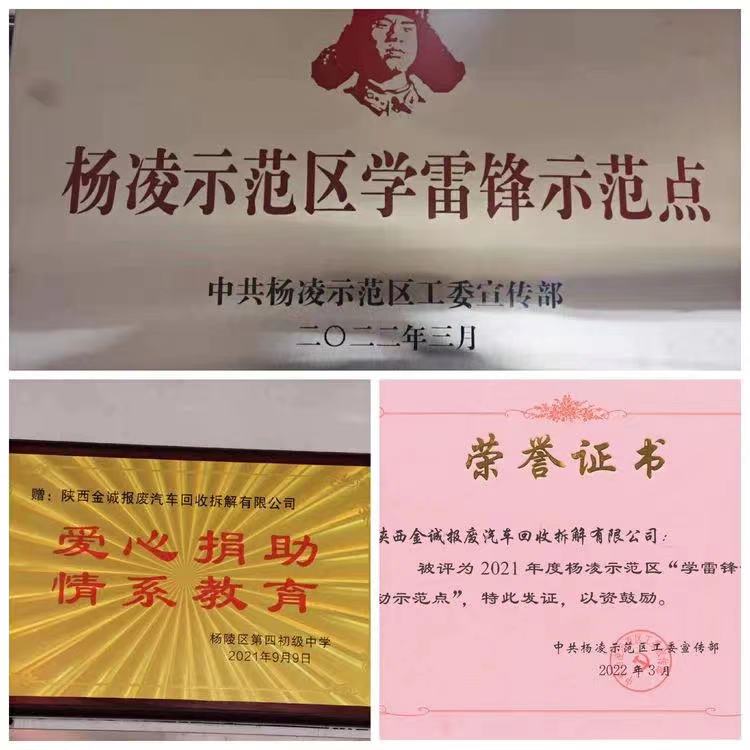 杨凌示范区学雷锋示范点
中共杨凌示范区工委宣传部
二〇二二年三月
赠：陕西金诚报废汽车回收拆解有限公司
爱心捐助
情系教育
杨陵区第四初级中学
2021年9月9日
荣誉证书
陕西金诚报废汽车回收拆解有限公司：
被评为2021年度杨凌示范区“学雷锋
动示范点”，特此发证，以资鼓励。
中共杨凌示范区工委宣传部
2022年3月